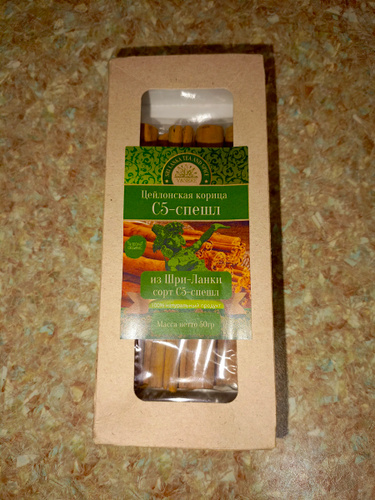 Цейлонская корица
С5-спешл
из Шри-Ланки
сорт С5-спешл
Масса нетто 50гр